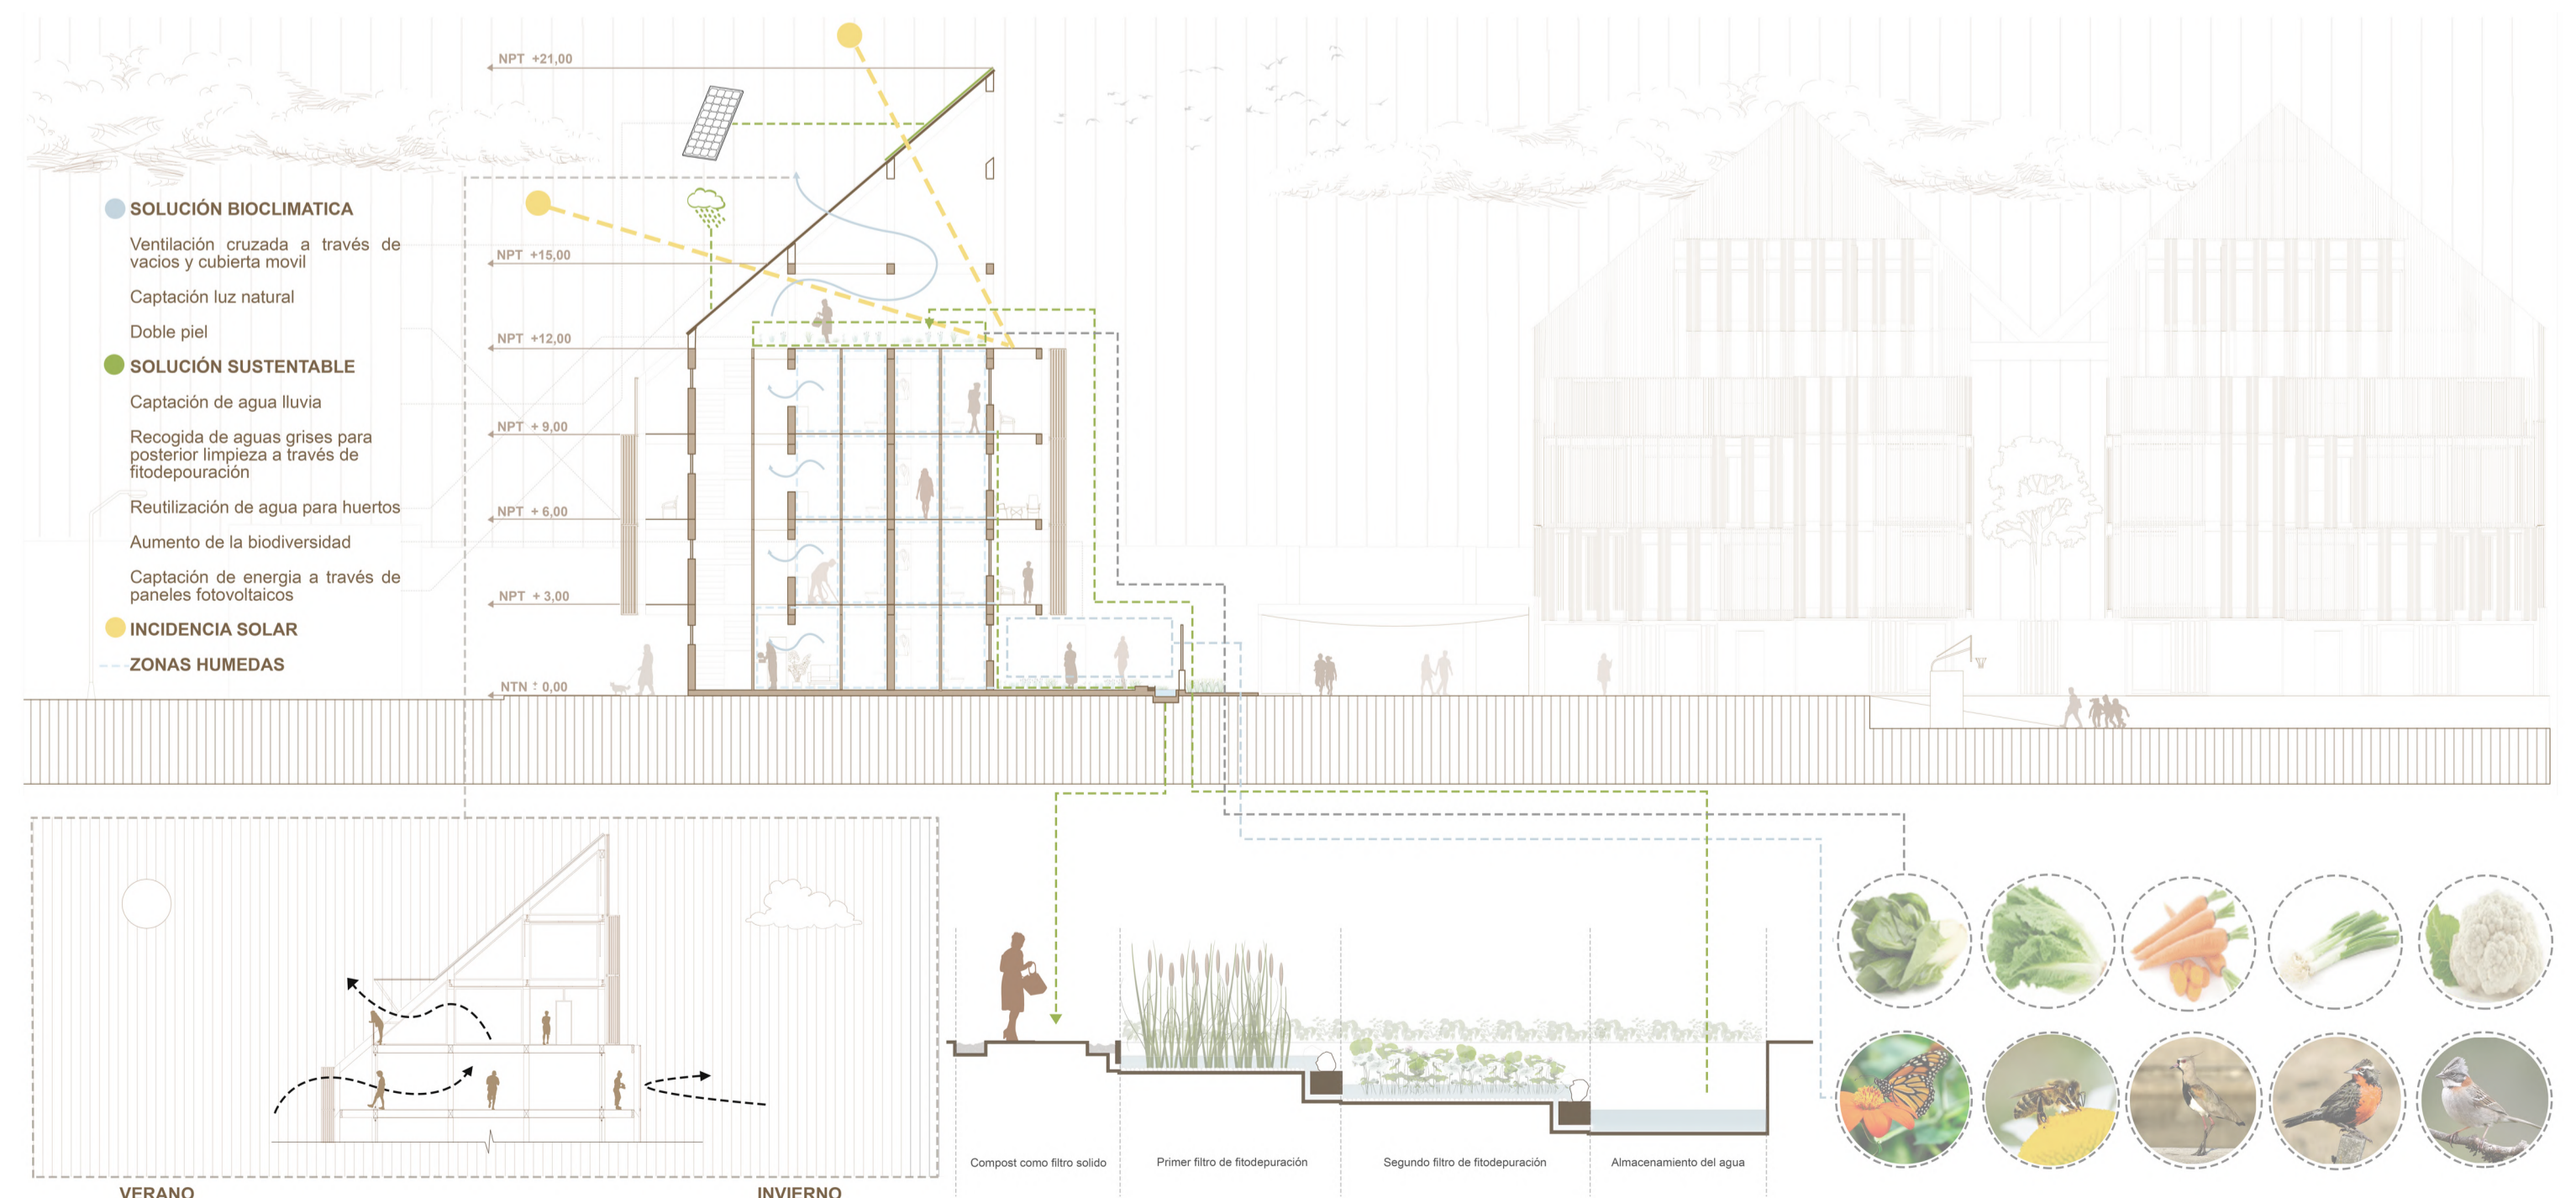 SOLUCIÓN BIOCLIMATICA
Ventilación cruzada a través de
vacios y cubierta movil
Captación luz natural
Doble piel
SOLUCIÓN SUSTENTABLE
Captación de agua lluvia
Recogida de aguas grises para
posterior limpieza a través de
fitodepouración
Reutilización de agua para huertos
Aumento de la biodiversidad
Captación de energia a través de
paneles fotovoltaicos
INCIDENCIA SOLAR
ZONAS HUMEDAS
NPT +21,00
NPT +15,00
NPT +12,00
NPT + 9,00
NPT + 6,00
NPT + 3,00
NTN ± 0,00
VERANO
INVIERNO
Compost como filtro solido
Primer filtro de fitodepuración
Segundo filtro de fitodepuración
Almacenamiento del agua